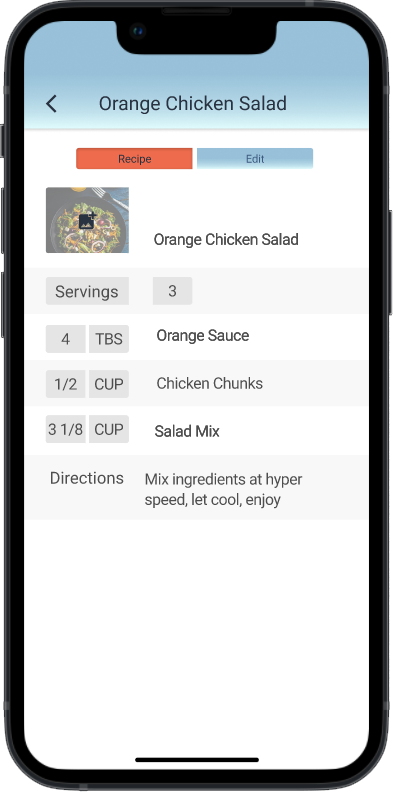 Orange Chicken Salad
Recipe Edit
Orange Chicken Salad
Servings 3
4 TBS Orange Sauce
1/2 CUP Chicken Chunks
3 1/8 CUP Salad Mix
Directions Mix ingredients at hyper
speed, let cool, enjoy